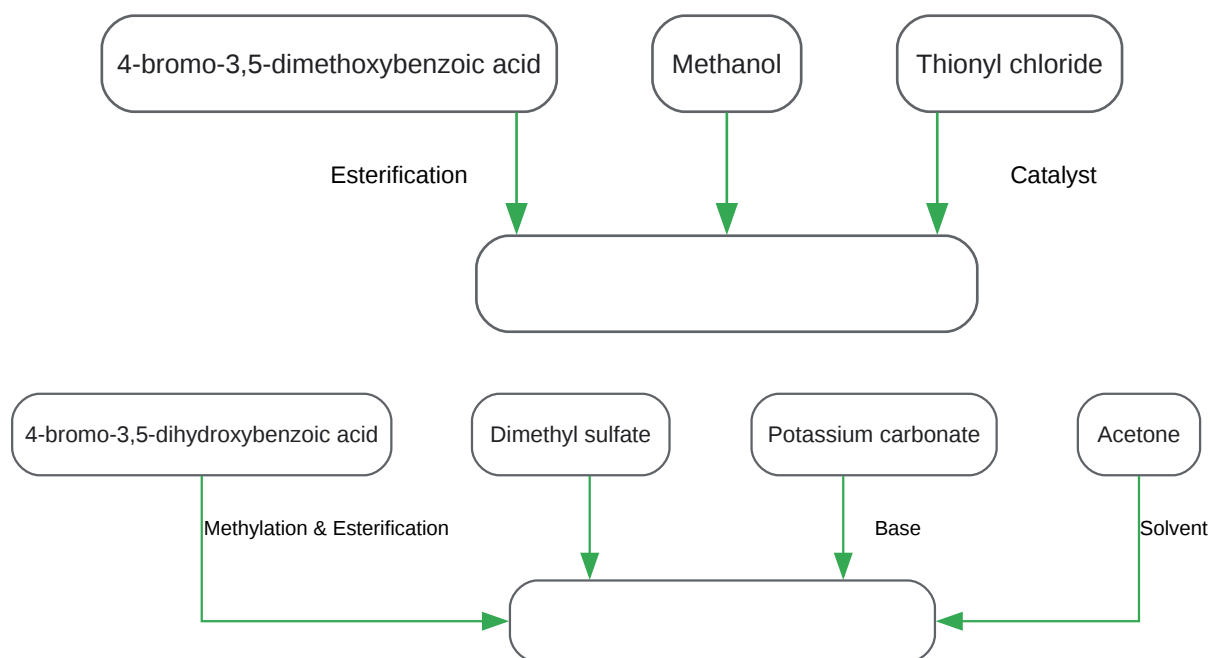 4-bromo-3,5-dimethoxybenzoic acid
Methanol
Thionyl chloride
Esterification
Catalyst
4-bromo-3,5-dihydroxybenzoic acid
Dimethyl sulfate
Potassium carbonate
Acetone
Methylation & Esterification
Base
Solvent